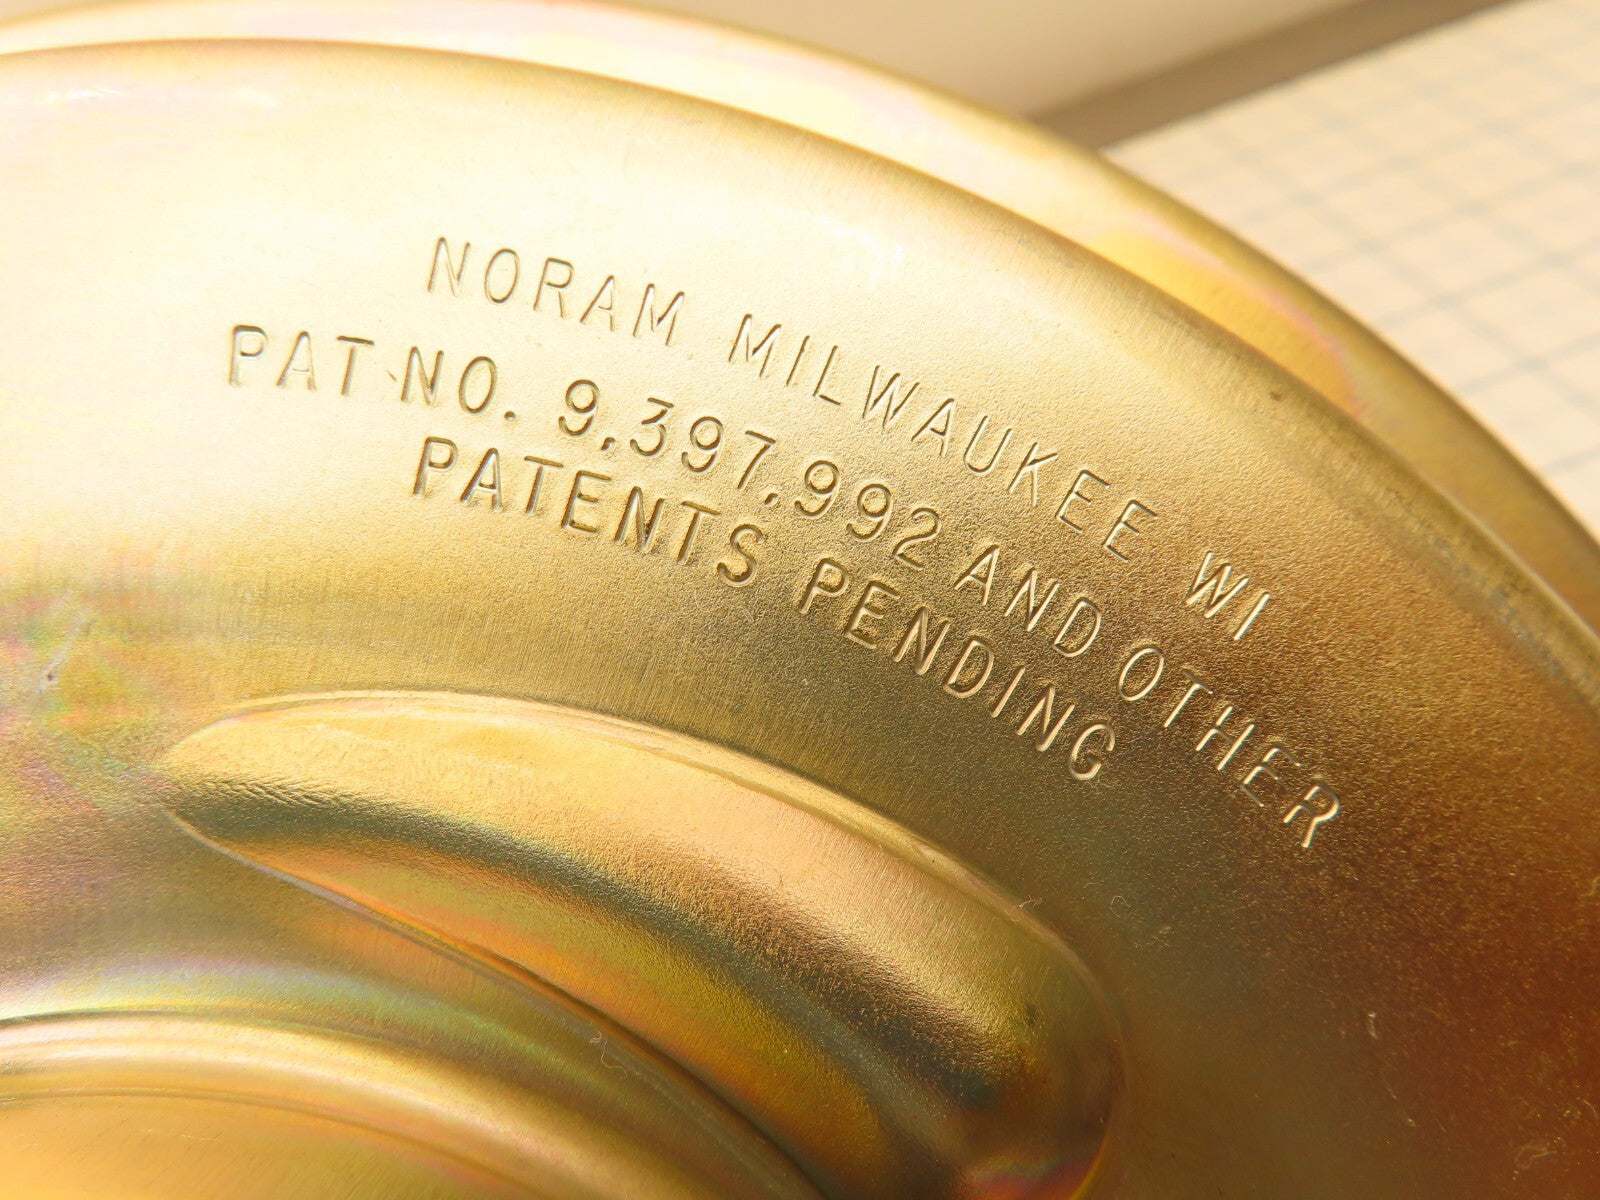 NORAM MILWAUKEE WI
PAT NO. 9,397,992 AND OTHER
PATENTS PENDING